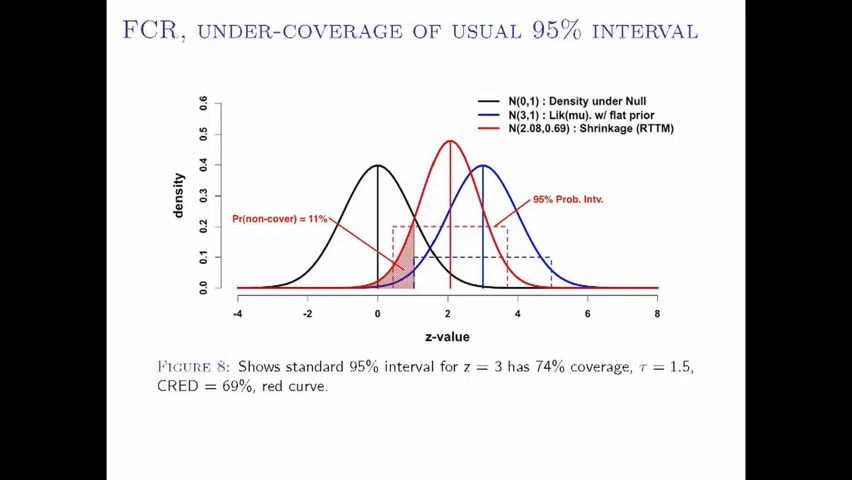 FCR, UNDER-COVERAGE OF USUAL 95% INTERVAL
N(0,1) : Density under Null
N(3,1) : Lik(mu). w/ flat prior
N(2.08,0.69) : Shrinkage (RTTM)
0.6
0.5
0.4
0.3
0.2
0.1
0.0
density
Pr(non-cover) = 11%
95% Prob. Intv.
-4 -2 0 2 4 6 8
z-value
FIGURE 8: Shows standard 95% interval for z = 3 has 74% coverage, τ = 1.5,
CRED = 69%, red curve.